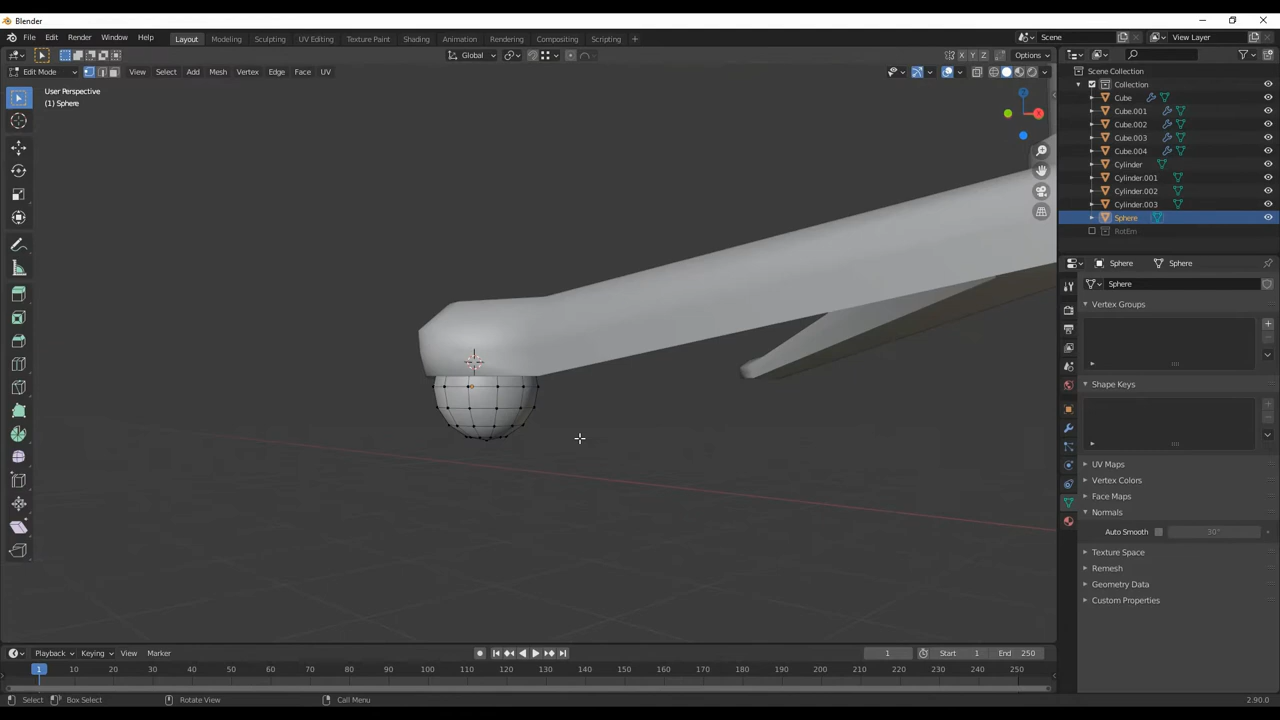 Blender
File Edit Render Window Help
Layout Modeling Sculpting UV Editing Texture Paint Shading Animation Rendering Compositing Scripting +
Scene
View Layer
Global
X Y Z
Options
Edit Mode
View Select Add Mesh Vertex Edge Face UV
User Perspective
(1) Sphere
Z
X
Scene Collection
Collection
Cube
Cube.001
Cube.002
Cube.003
Cube.004
Cylinder
Cylinder.001
Cylinder.002
Cylinder.003
Sphere
RotEm
Sphere Sphere
Sphere
Vertex Groups
Shape Keys
UV Maps
Vertex Colors
Face Maps
Normals
Auto Smooth 30°
Texture Space
Remesh
Geometry Data
Custom Properties
Playback Keying View Marker
1 Start 1 End 250
1 10 20 30 40 50 60 70 80 90 100 110 120 130 140 150 160 170 180 190 200 210 220 230 240 250
Select Box Select Rotate View Call Menu 2.90.0